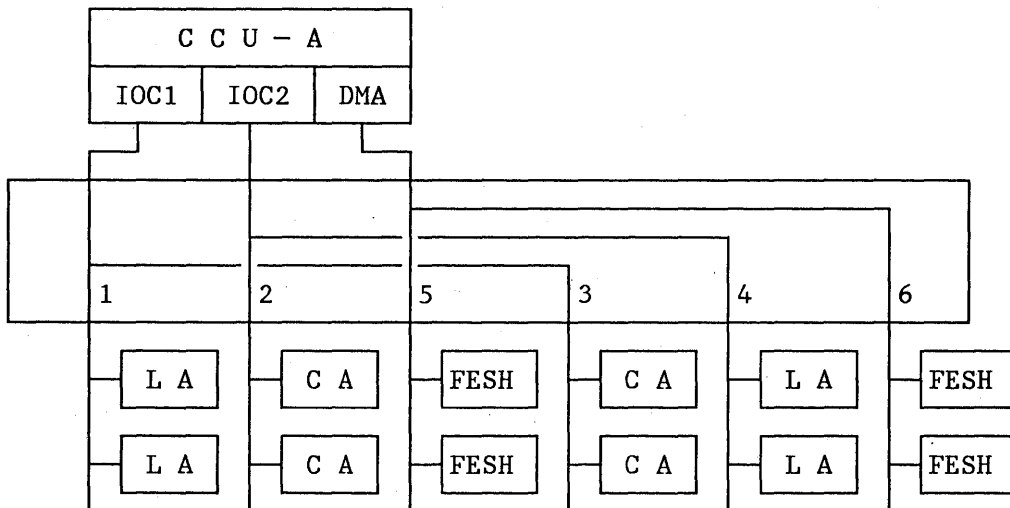 C C U – A
IOC1 IOC2 DMA
1 2 5 3 4 6
L A C A FESH C A L A FESH
L A C A FESH C A L A FESH